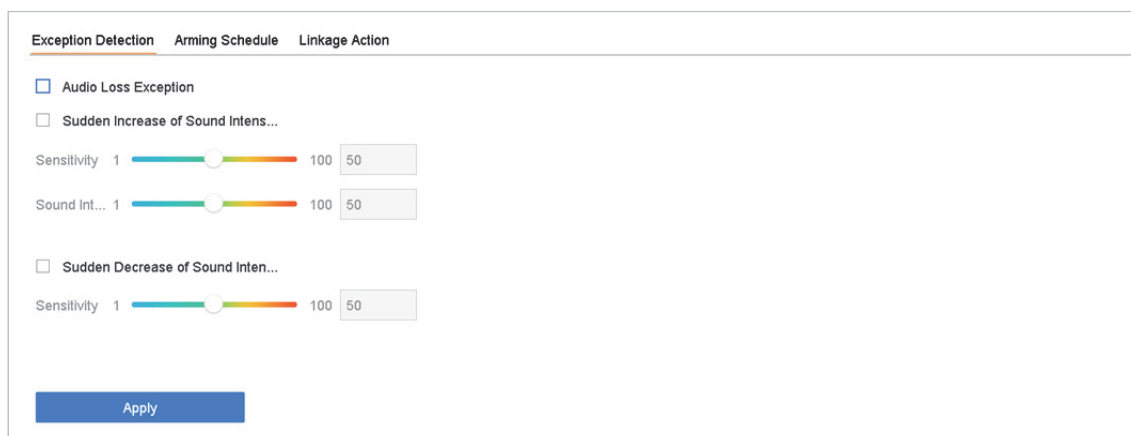 Exception Detection Arming Schedule Linkage Action
Audio Loss Exception
Sudden Increase of Sound Intens...
Sensitivity 1 100 50
Sound Int... 1 100 50
Sudden Decrease of Sound Inten...
Sensitivity 1 100 50
Apply